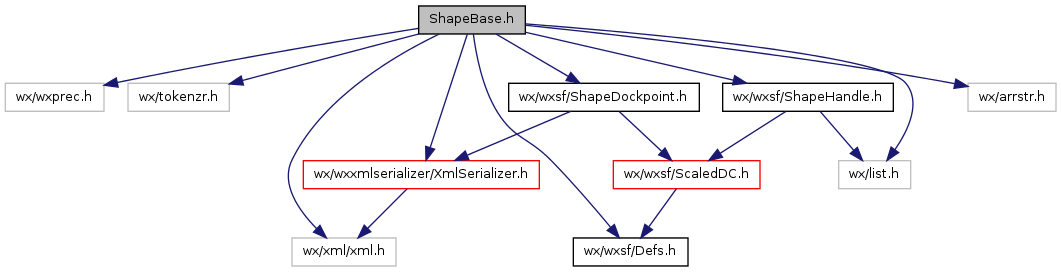 ShapeBase.h
wx/wxprec.h
wx/tokenzr.h
wx/wxsf/ShapeDockpoint.h
wx/wxsf/ShapeHandle.h
wx/arrstr.h
wx/wxxmlserializer/XmlSerializer.h
wx/wxsf/ScaledDC.h
wx/list.h
wx/xml/xml.h
wx/wxsf/Defs.h